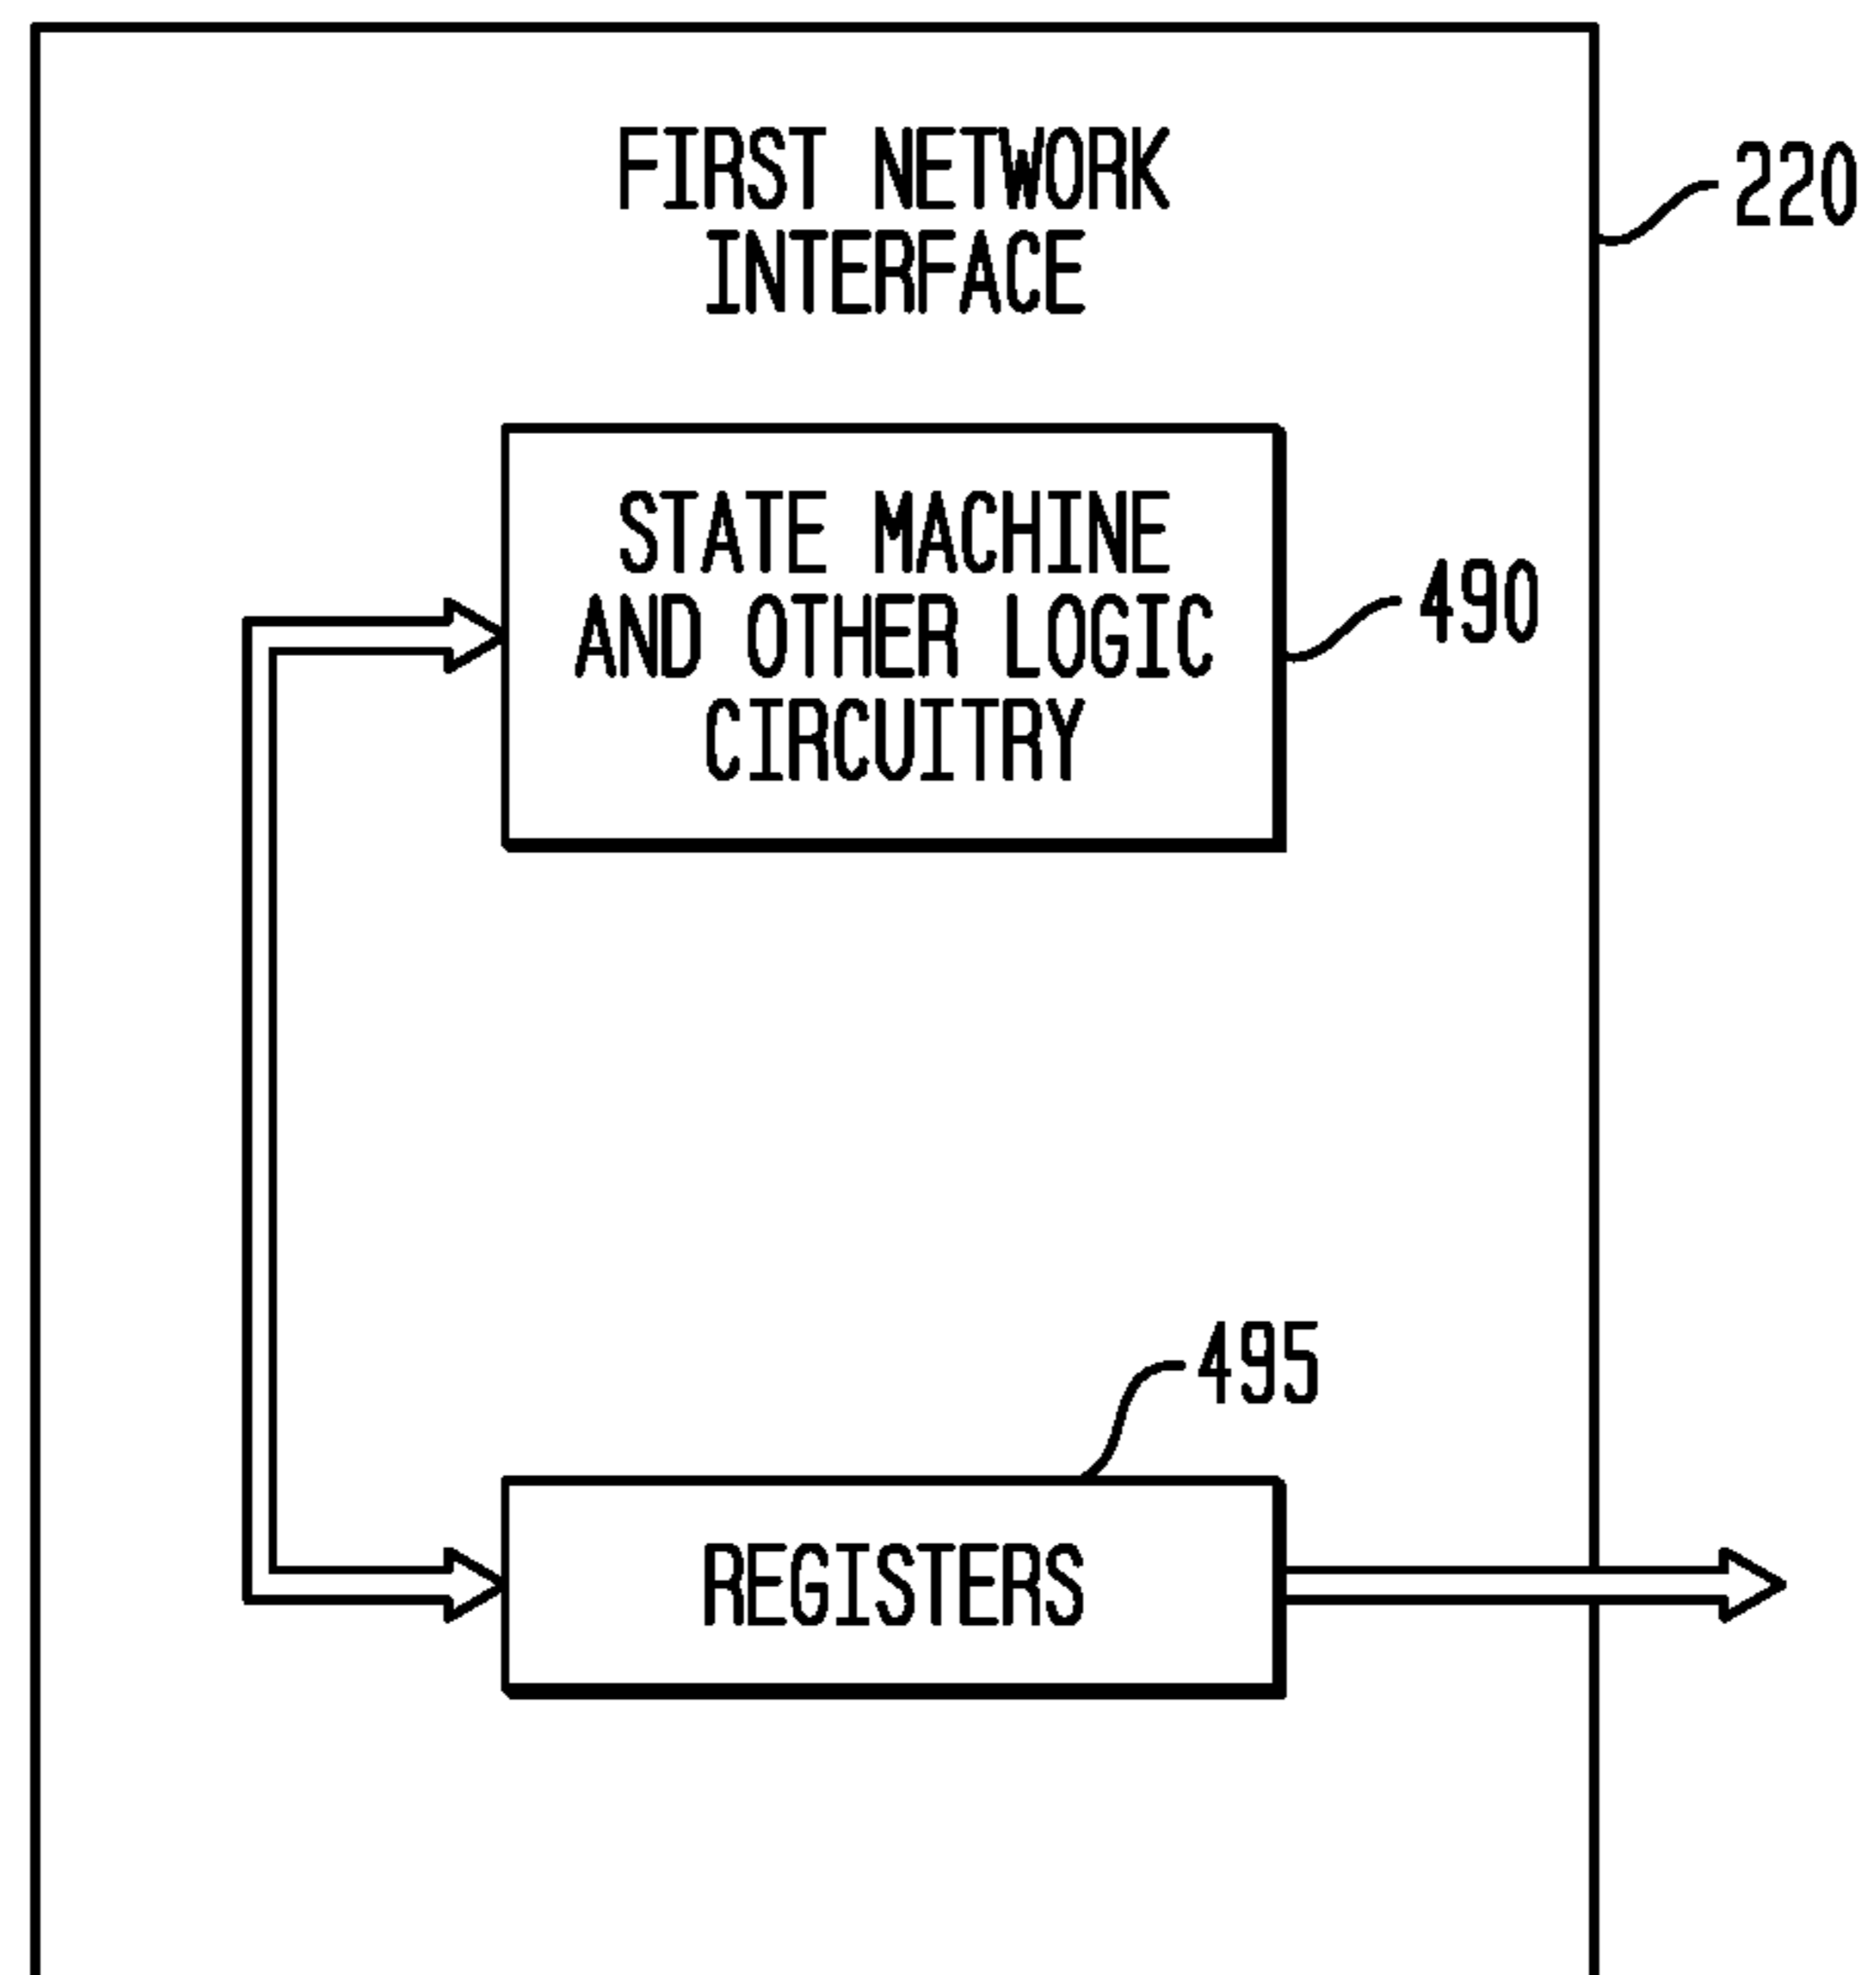 FIRST NETWORK
INTERFACE
220
STATE MACHINE
AND OTHER LOGIC
CIRCUITRY
490
495
REGISTERS